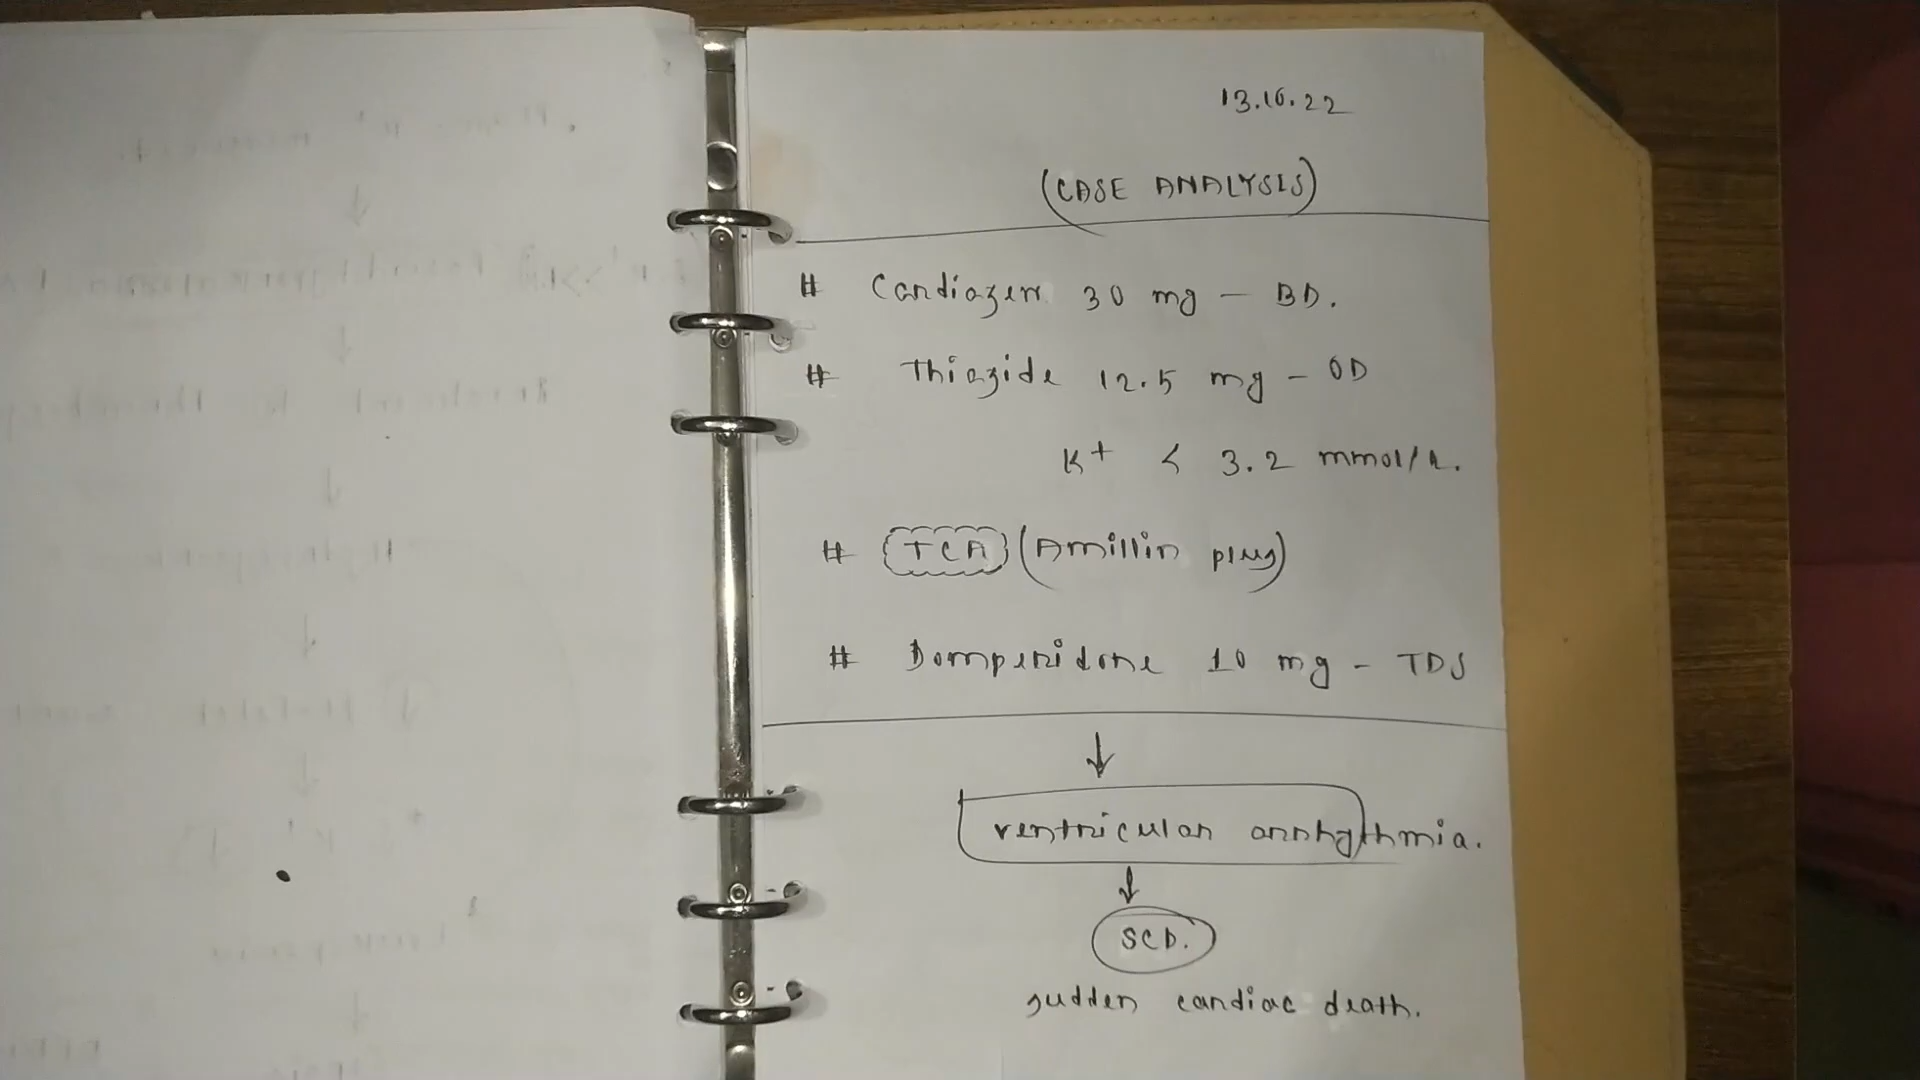 13.10.22
(CASE ANALYSIS)
# Cardiazem 30 mg - BD.
# Thiazide 12.5 mg - OD
K+ < 3.2 mmol/L.
# TCA (Amillin plus)
# Domperidone 10 mg - TDS
↓
ventricular arrhythmia.
↓
SCD.
sudden cardiac death.